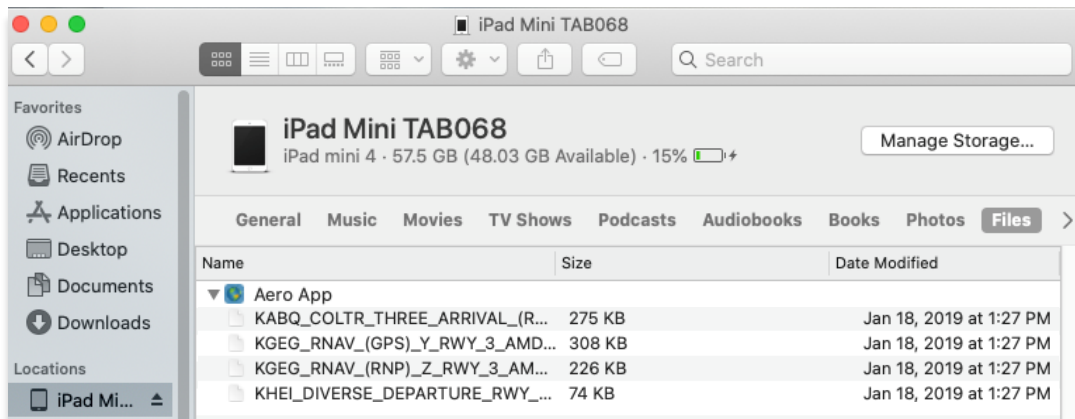 iPad Mini TAB068
Search
Favorites
AirDrop
Recents
Applications
Desktop
Documents
Downloads
Locations
iPad Mi...
iPad Mini TAB068
iPad mini 4 · 57.5 GB (48.03 GB Available) · 15%
Manage Storage...
General Music Movies TV Shows Podcasts Audiobooks Books Photos Files
Name Size Date Modified
Aero App
KABQ_COLTR_THREE_ARRIVAL_(R... 275 KB Jan 18, 2019 at 1:27 PM
KGEG_RNAV_(GPS)_Y_RWY_3_AMD... 308 KB Jan 18, 2019 at 1:27 PM
KGEG_RNAV_(RNP)_Z_RWY_3_AM... 226 KB Jan 18, 2019 at 1:27 PM
KHEI_DIVERSE_DEPARTURE_RWY_... 74 KB Jan 18, 2019 at 1:27 PM